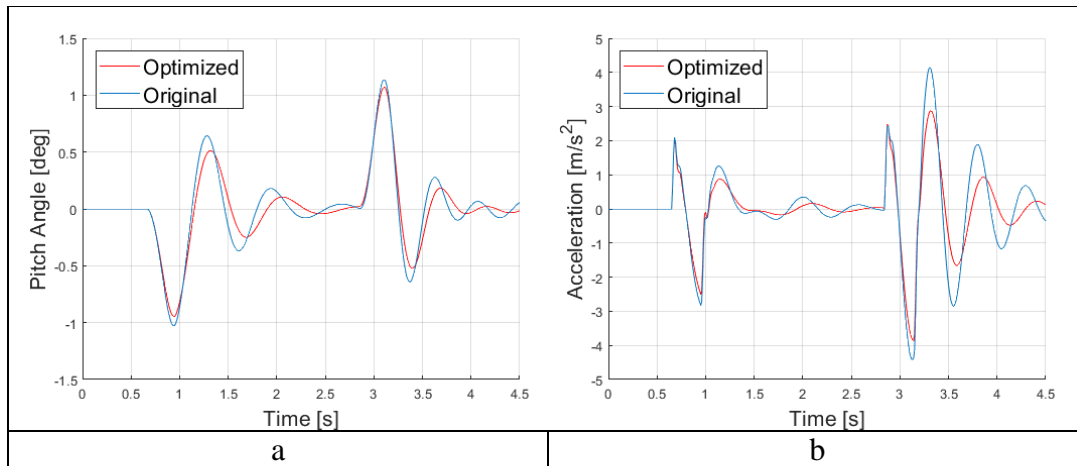 Optimized
Original
1.5
1
0.5
0
-0.5
-1
-1.5
Pitch Angle [deg]
0 0.5 1 1.5 2 2.5 3 3.5 4 4.5
Time [s]
a
Optimized
Original
5
4
3
2
1
0
-1
-2
-3
-4
-5
Acceleration [m/s²]
0 0.5 1 1.5 2 2.5 3 3.5 4 4.5
Time [s]
b